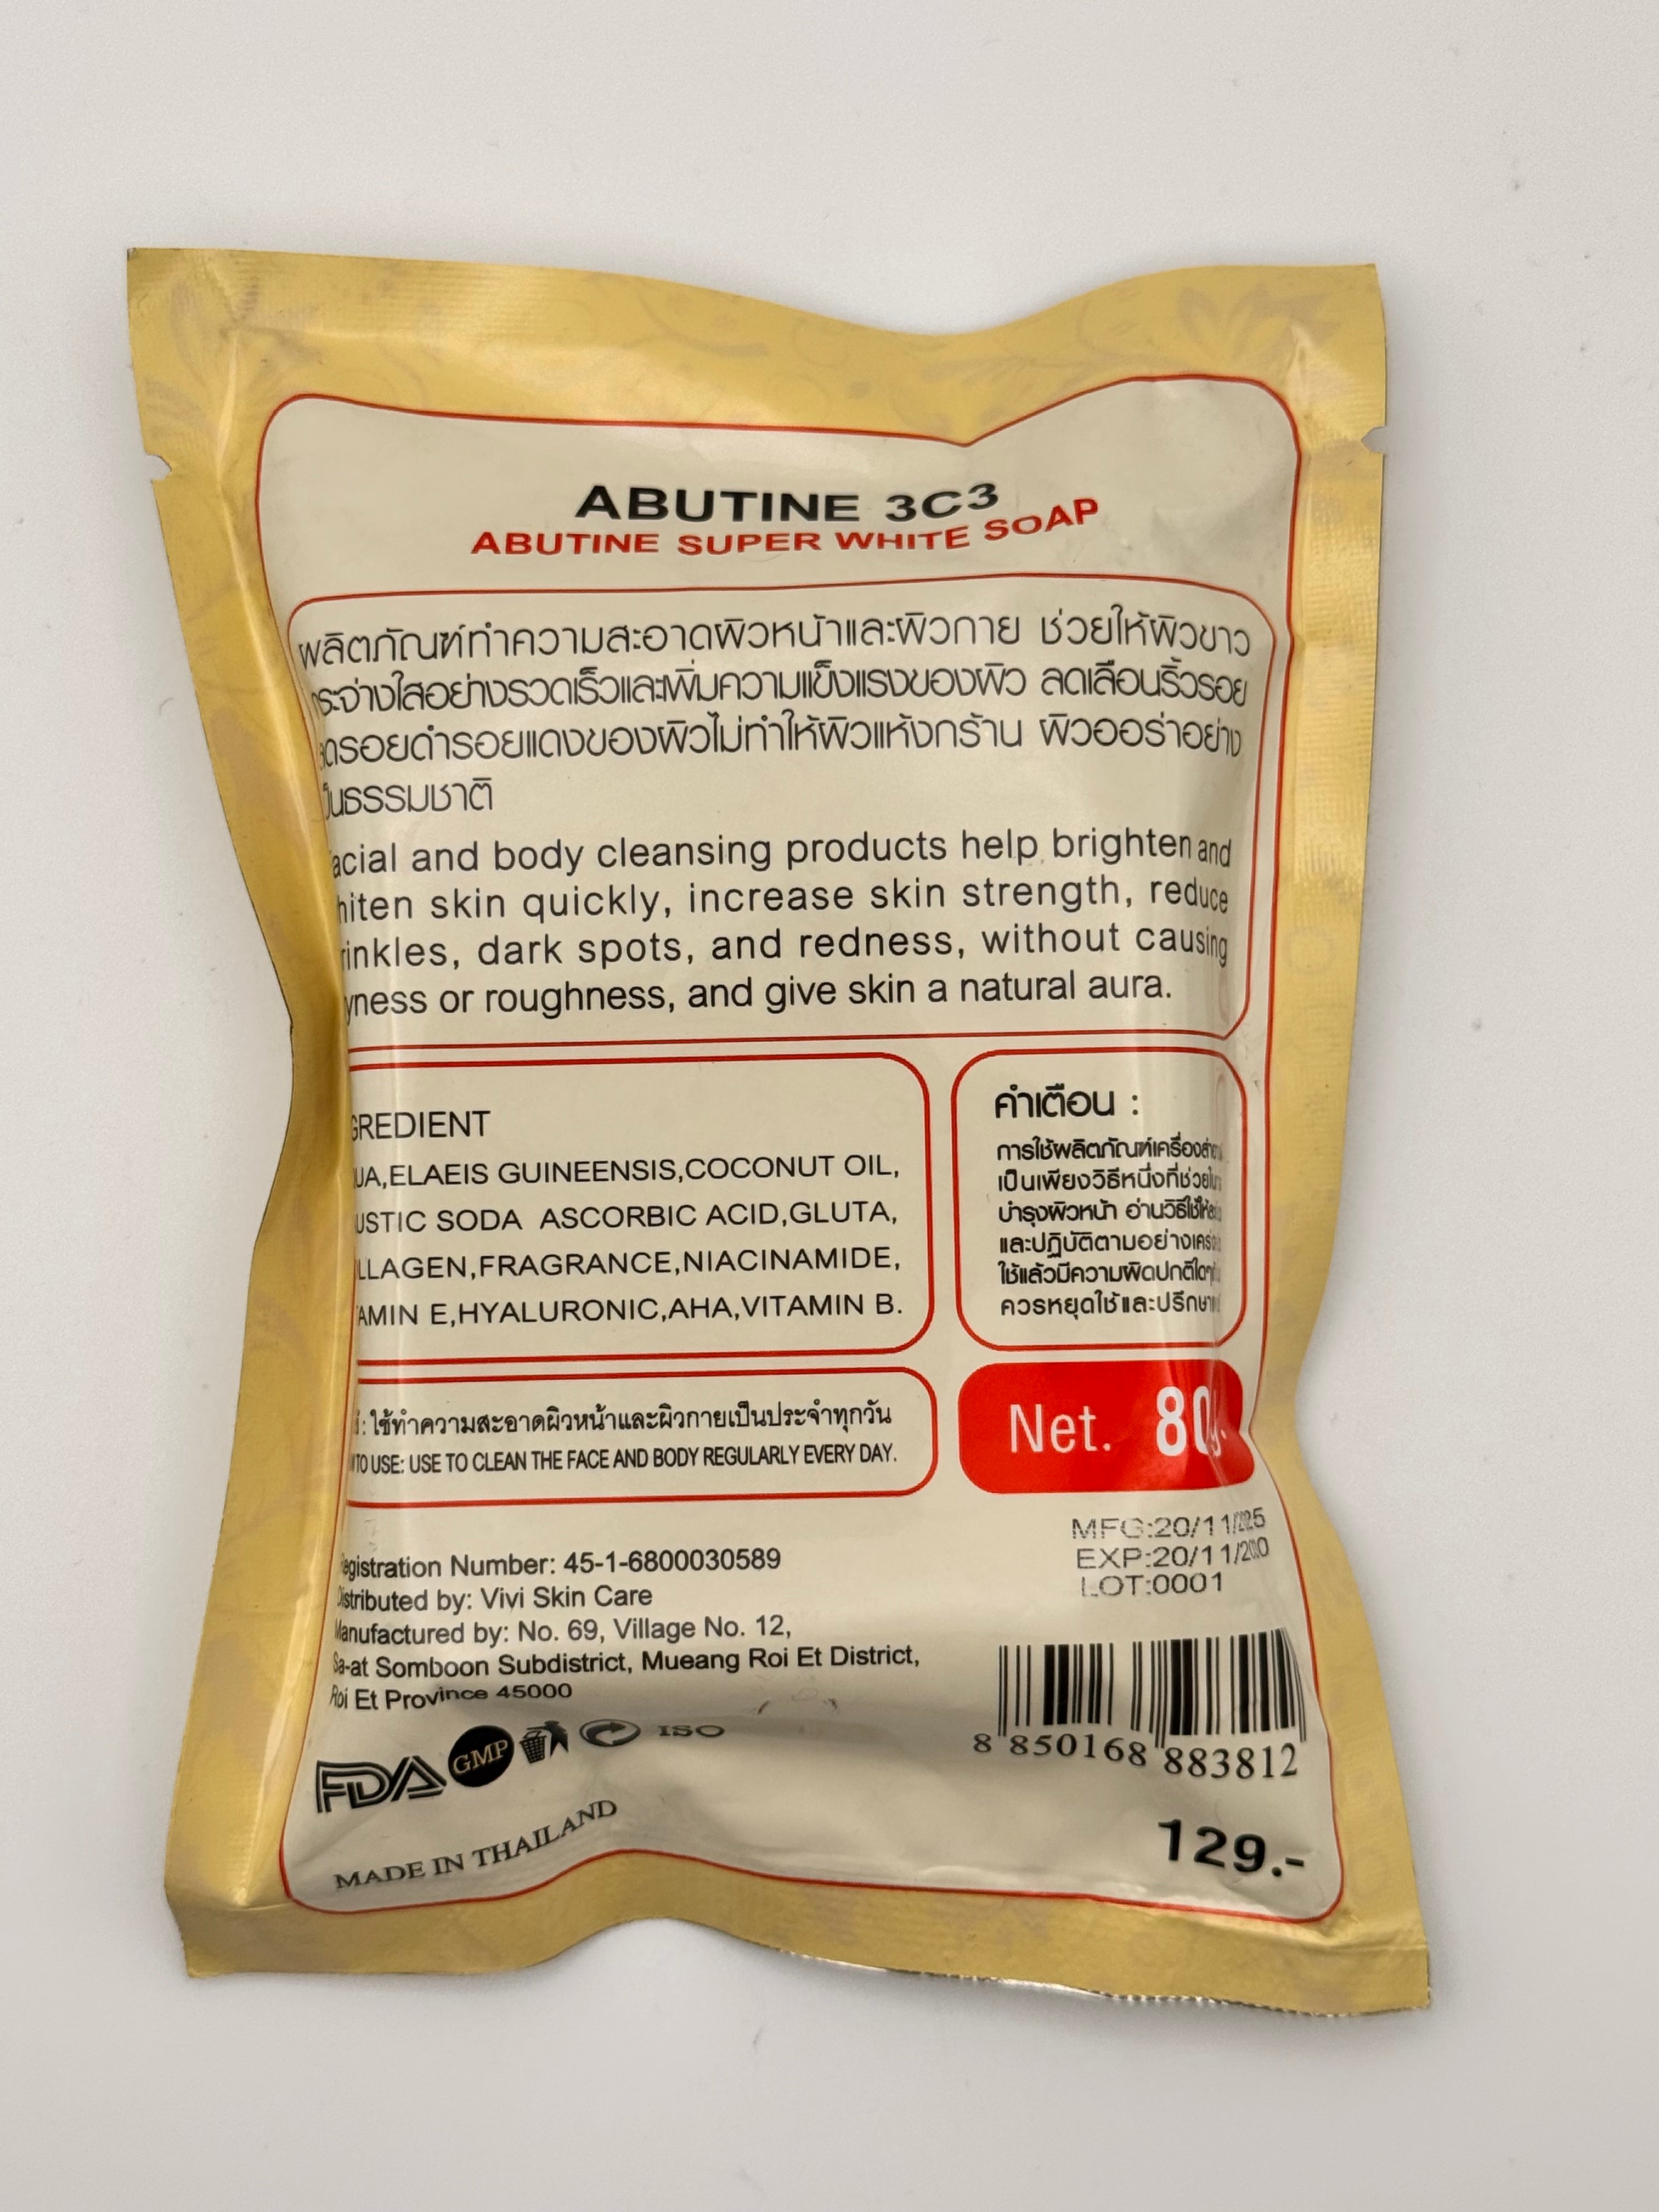 ABUTINE 3C3
ABUTINE SUPER WHITE SOAP
ผลิตภัณฑ์ทำความสะอาดผิวหน้าและผิวกาย ช่วยให้ผิวขาว
กระจ่างใสอย่างรวดเร็วและเพิ่มความแข็งแรงของผิว ลดเลือนริ้วรอย
ลดรอยดำรอยแดงของผิวไม่ทำให้ผิวแห้งกร้าน ผิวออร่าอย่าง
เป็นธรรมชาติ
acial and body cleansing products help brighten and
hiten skin quickly, increase skin strength, reduce
rinkles, dark spots, and redness, without causing
yness or roughness, and give skin a natural aura.
GREDIENT
UA,ELAEIS GUINEENSIS,COCONUT OIL,
USTIC SODA ASCORBIC ACID,GLUTA,
LLAGEN,FRAGRANCE,NIACINAMIDE,
AMIN E,HYALURONIC,AHA,VITAMIN B.
คำเตือน :
การใช้ผลิตภัณฑ์เครื่องสำอาง
เป็นเพียงวิธีหนึ่งที่ช่วยใน
บำรุงผิวหน้า อ่านวิธีใช้ให้
และปฏิบัติตามอย่างเคร่ง
ใช้แล้วมีความผิดปกติใดๆ
ควรหยุดใช้และปรึกษา
: ใช้ทำความสะอาดผิวหน้าและผิวกายเป็นประจำทุกวัน
TO USE: USE TO CLEAN THE FACE AND BODY REGULARLY EVERY DAY.
Net. 80g.
MFG:20/11/2025
EXP:20/11/20
LOT:0001
Registration Number: 45-1-6800030589
Distributed by: Vivi Skin Care
Manufactured by: No. 69, Village No. 12,
Sa-at Somboon Subdistrict, Mueang Roi Et District,
Roi Et Province 45000
FDA GMP ISO
8 850168 883812
MADE IN THAILAND
129.-